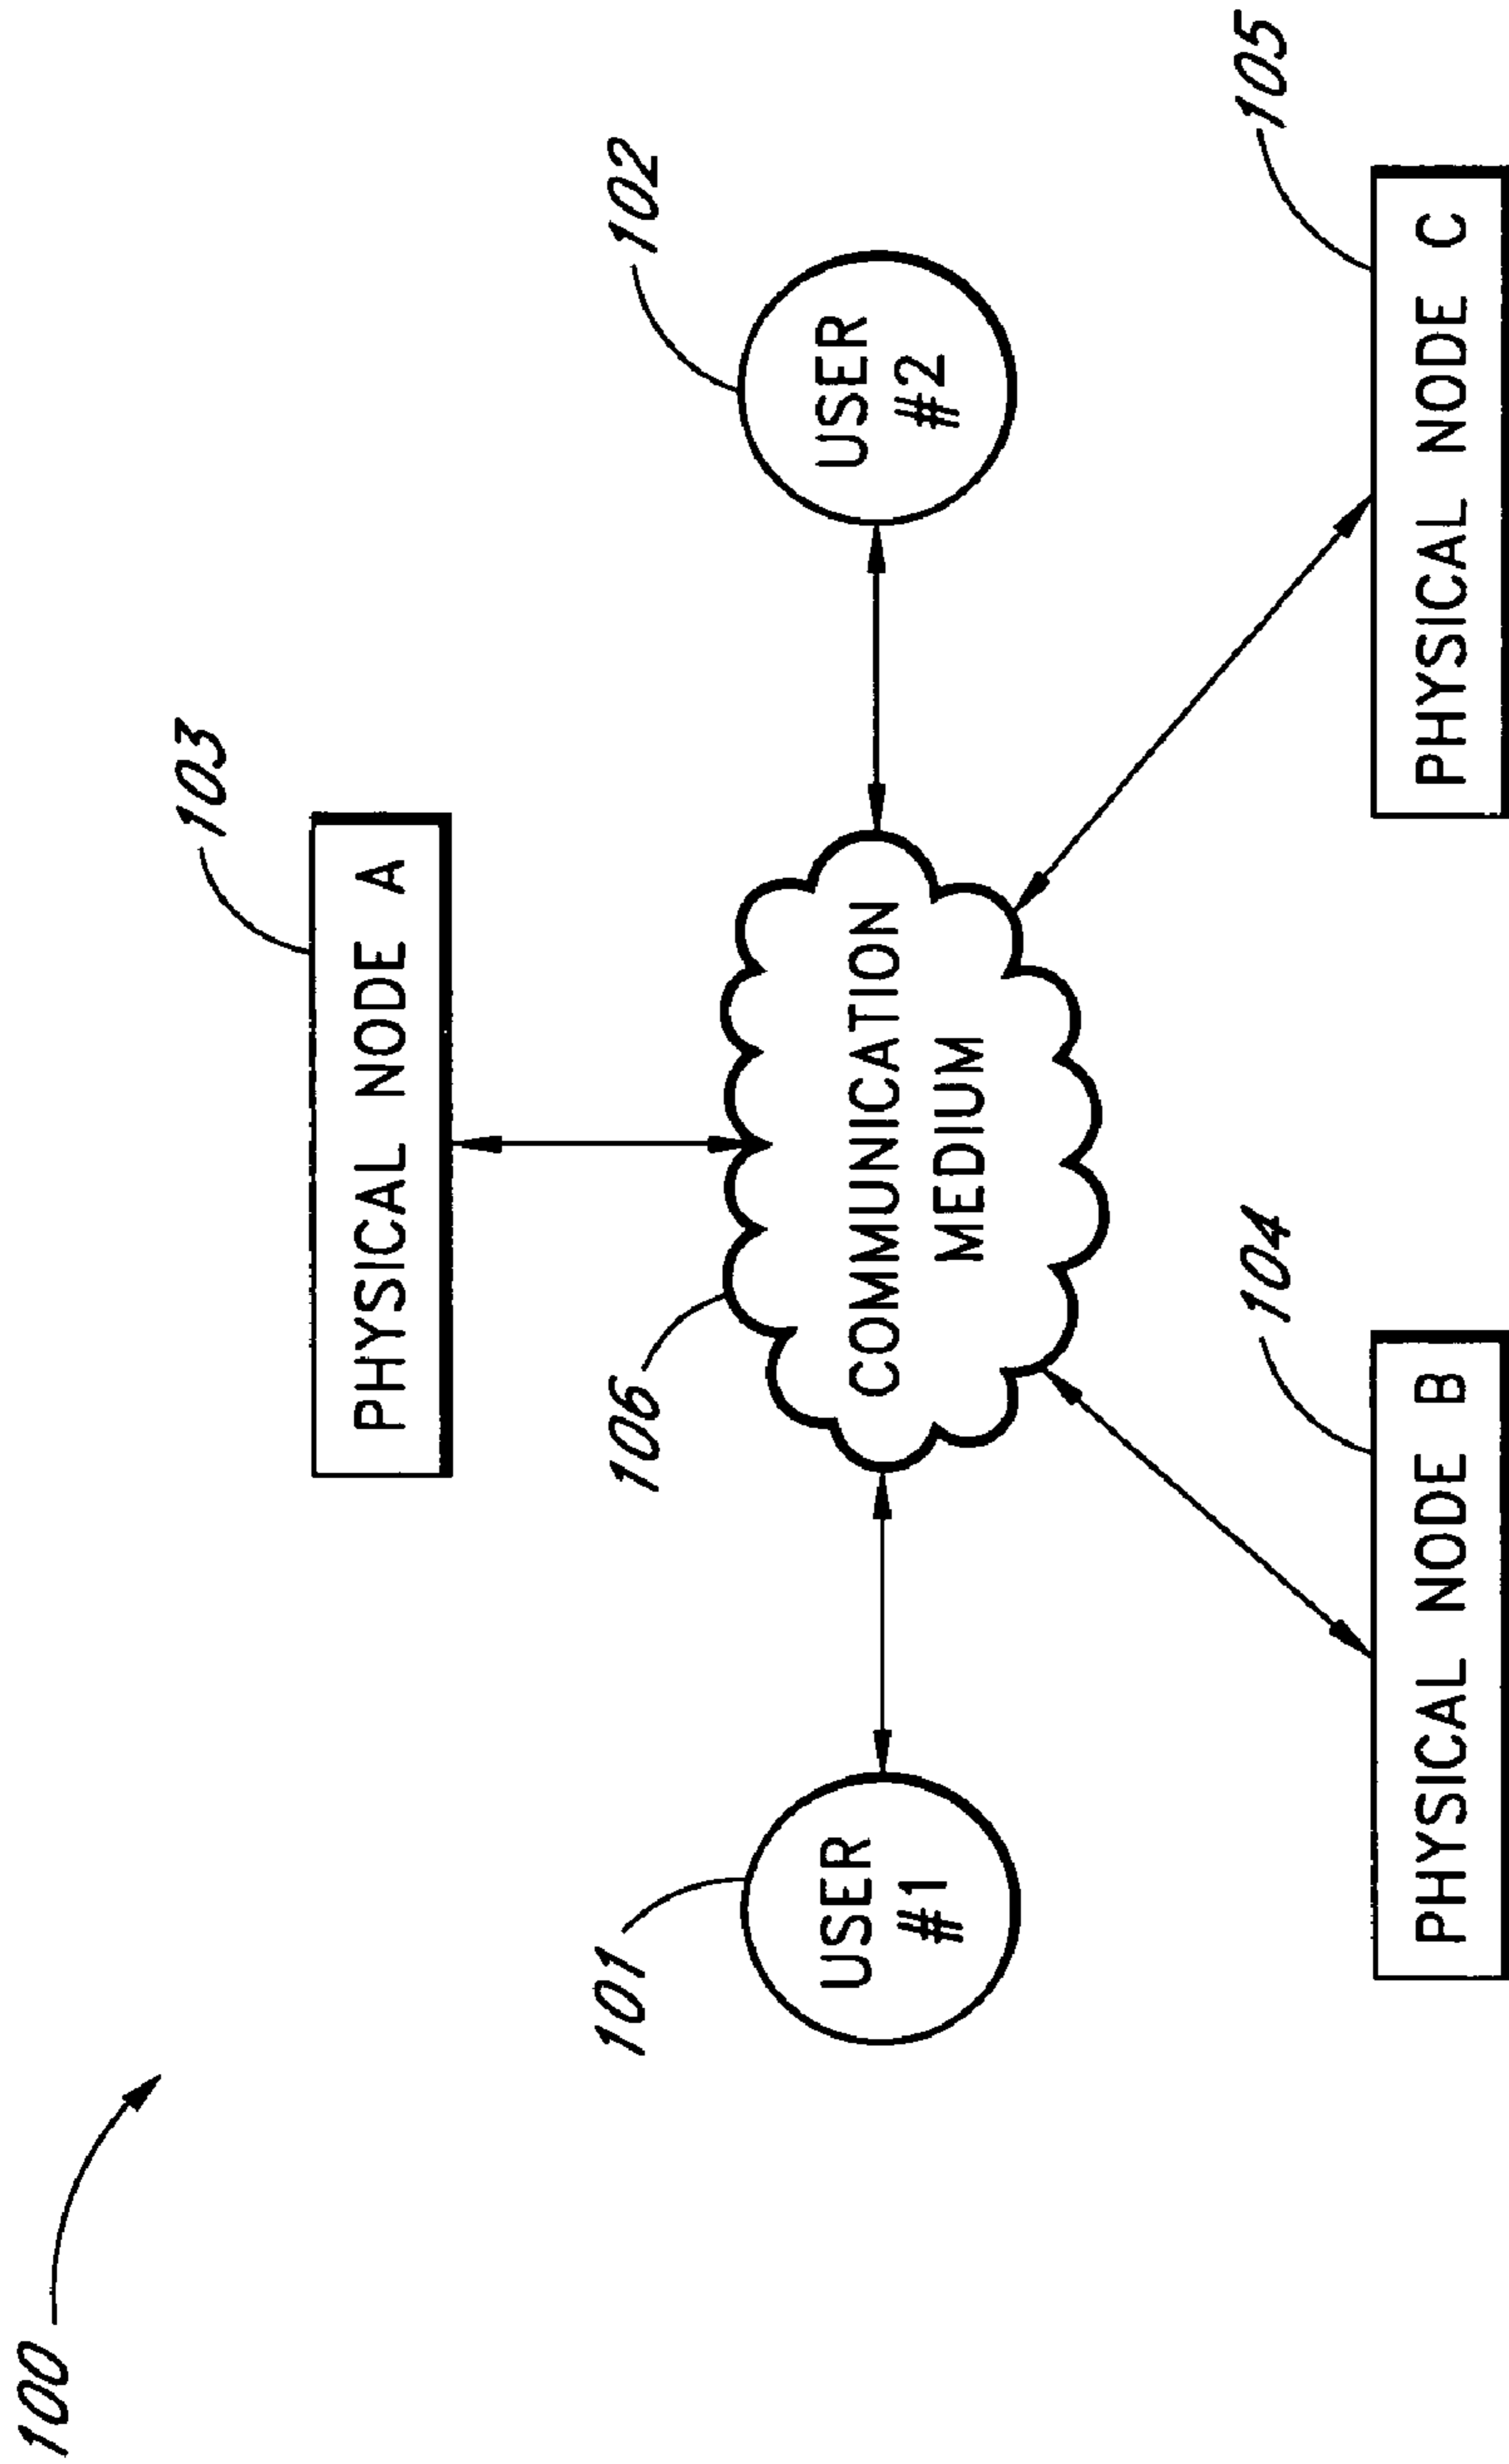 100
103
PHYSICAL NODE A
106
102
101
USER
#1
COMMUNICATION
MEDIUM
USER
#2
104
105
PHYSICAL NODE B
PHYSICAL NODE C